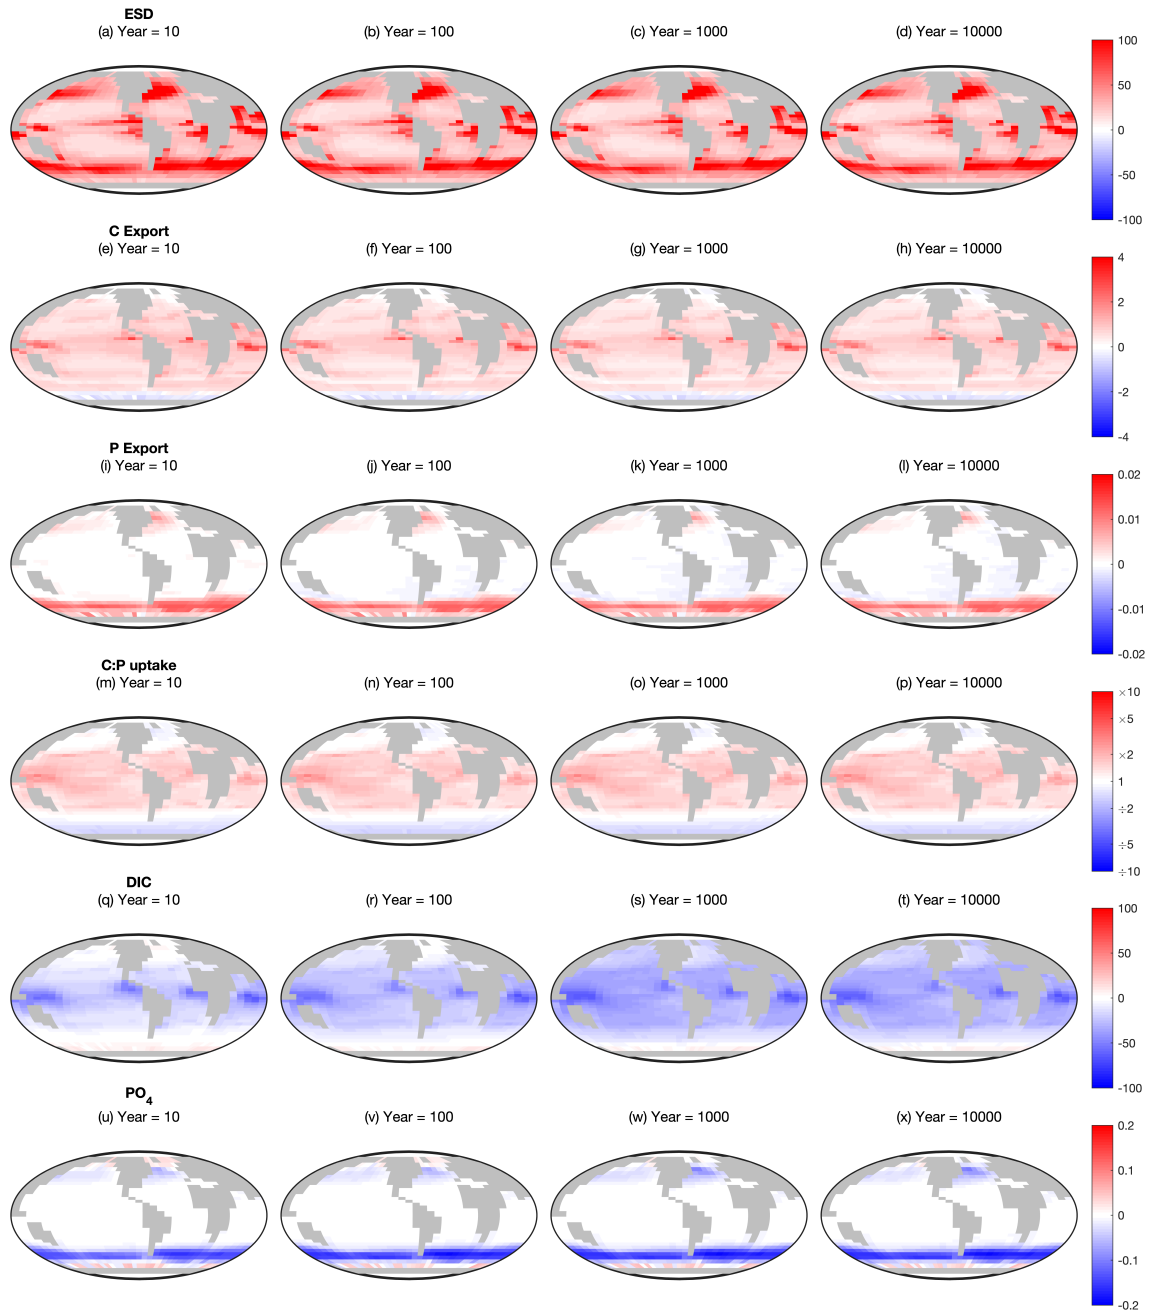 ESD
(a) Year = 10
(b) Year = 100
(c) Year = 1000
(d) Year = 10000
100
50
0
-50
-100
C Export
(e) Year = 10
(f) Year = 100
(g) Year = 1000
(h) Year = 10000
4
2
0
-2
-4
P Export
(i) Year = 10
(j) Year = 100
(k) Year = 1000
(l) Year = 10000
0.02
0.01
0
-0.01
-0.02
C:P uptake
(m) Year = 10
(n) Year = 100
(o) Year = 1000
(p) Year = 10000
×10
×5
×2
1
÷2
÷5
÷10
DIC
(q) Year = 10
(r) Year = 100
(s) Year = 1000
(t) Year = 10000
100
50
0
-50
-100
PO4
(u) Year = 10
(v) Year = 100
(w) Year = 1000
(x) Year = 10000
0.2
0.1
0
-0.1
-0.2